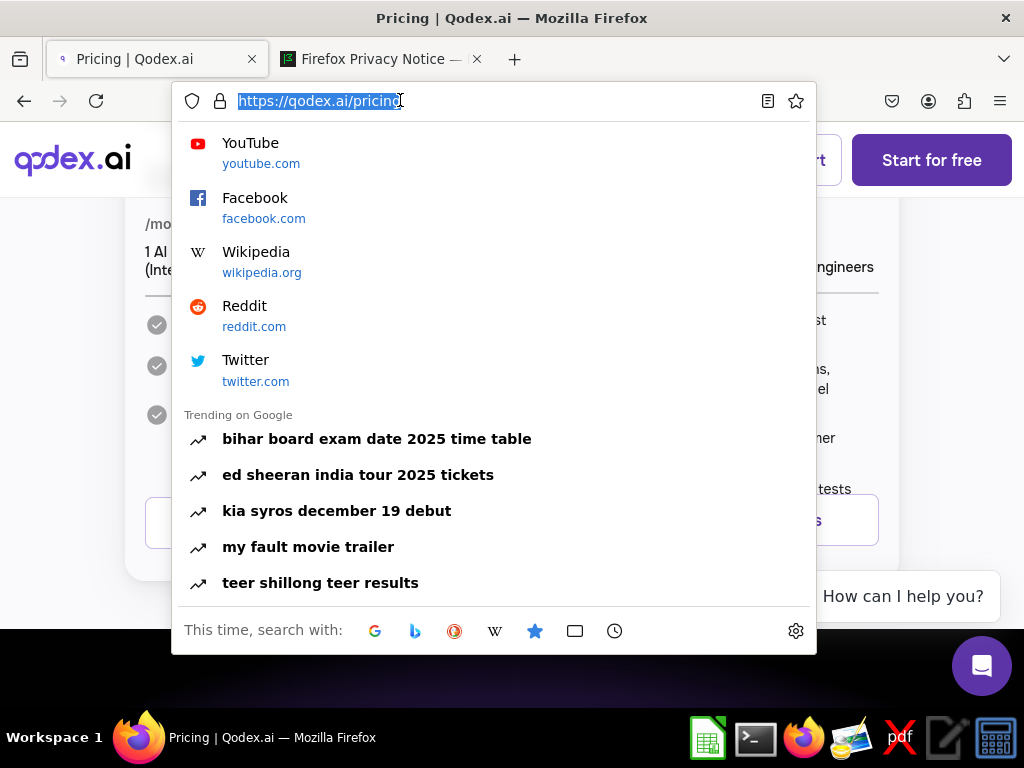 Pricing | Qodex.ai — Mozilla Firefox
Pricing | Qodex.ai
Firefox Privacy Notice —
https://qodex.ai/pricing
qodex.ai
rt
Start for free
YouTube
youtube.com
Facebook
facebook.com
Wikipedia
wikipedia.org
Reddit
reddit.com
Twitter
twitter.com
Trending on Google
bihar board exam date 2025 time table
ed sheeran india tour 2025 tickets
kia syros december 19 debut
my fault movie trailer
teer shillong teer results
This time, search with:
/mo
1 AI
(Inte
ngineers
st
ns,
el
mer
tests
s
How can I help you?
Workspace 1
Pricing | Qodex.ai — Mozilla Firefox
pdf